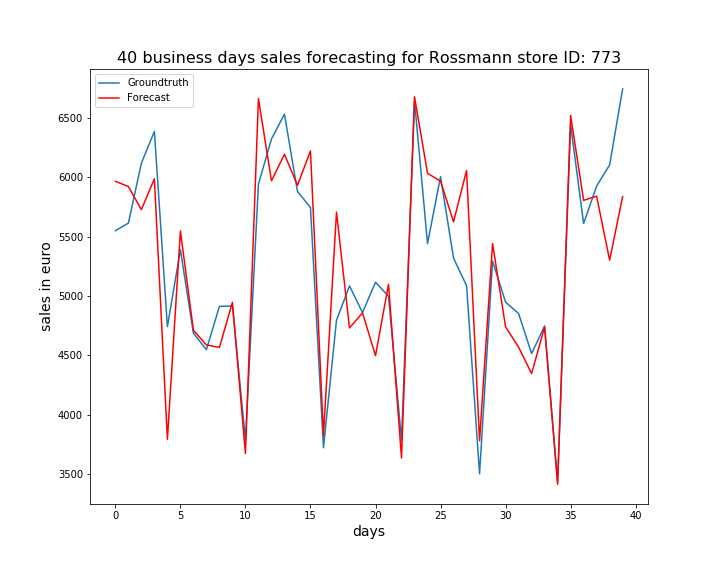 40 business days sales forecasting for Rossmann store ID: 773
Groundtruth
Forecast
sales in euro
6500
6000
5500
5000
4500
4000
3500
0 5 10 15 20 25 30 35 40
days